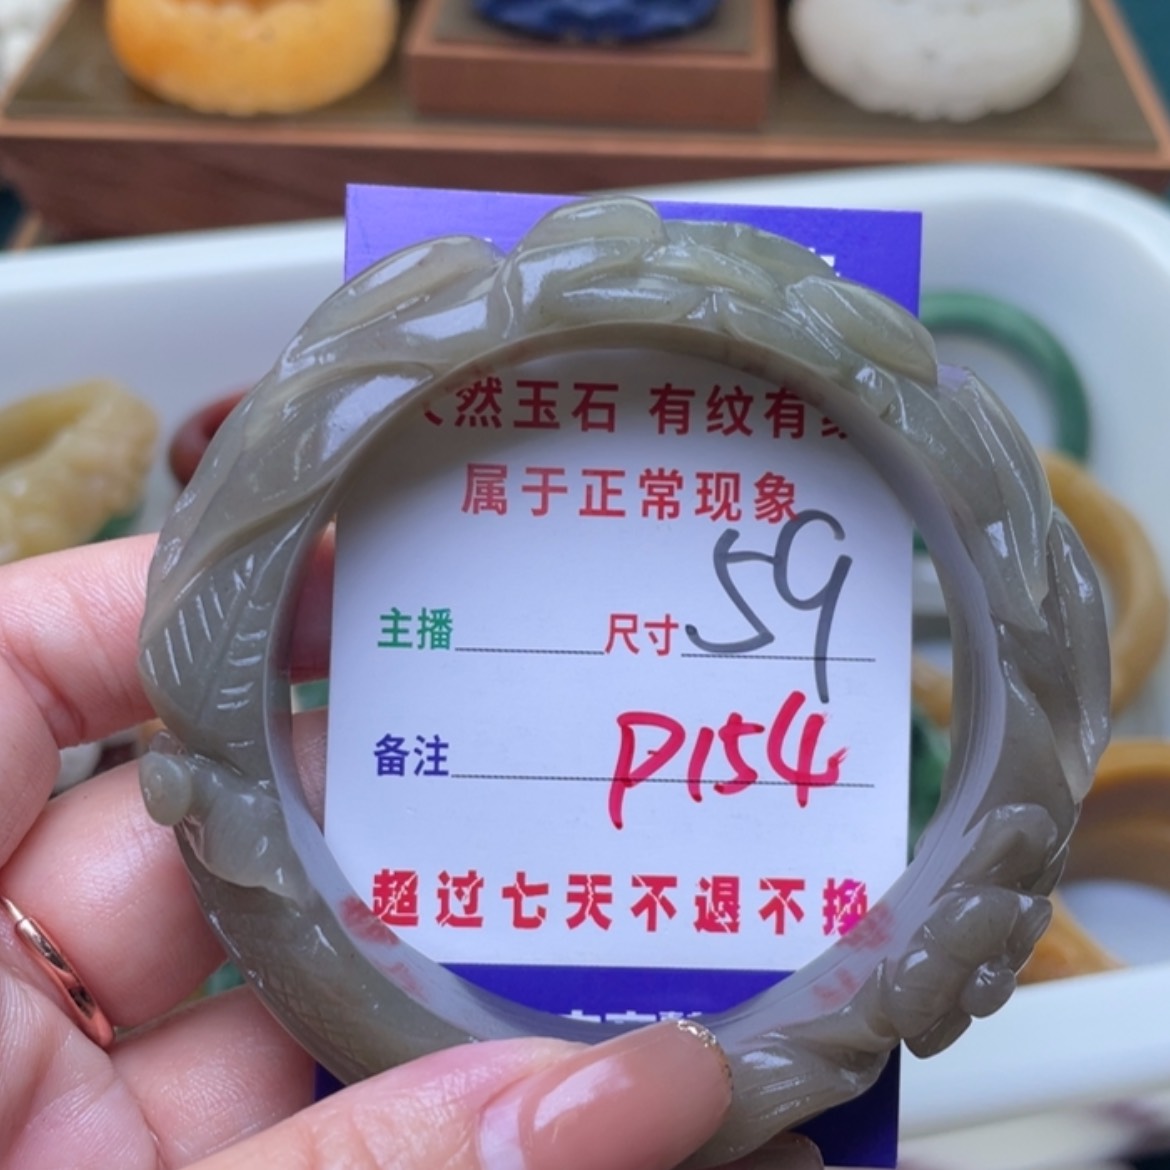 然玉石 有纹有
属于正常现象
主播 尺寸 59
备注 P154
超过七天不退不换